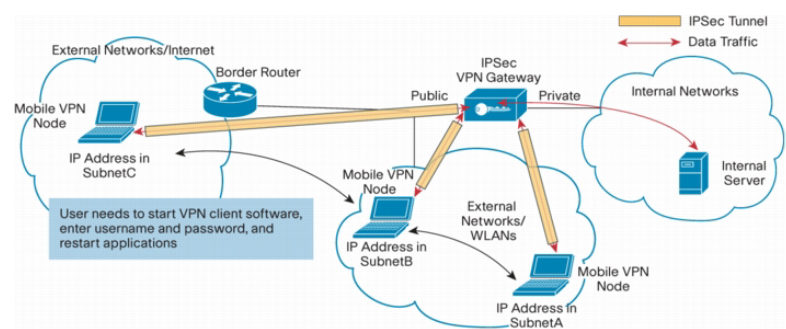 IPSec Tunnel
Data Traffic
External Networks/Internet
Border Router
IPSec
VPN Gateway
Public
Private
Internal Networks
Mobile VPN
Node
IP Address in
SubnetC
Internal
Server
Mobile VPN
Node
External
Networks/
WLANs
User needs to start VPN client software,
enter username and password, and
restart applications
IP Address in
SubnetB
Mobile VPN
Node
IP Address in
SubnetA